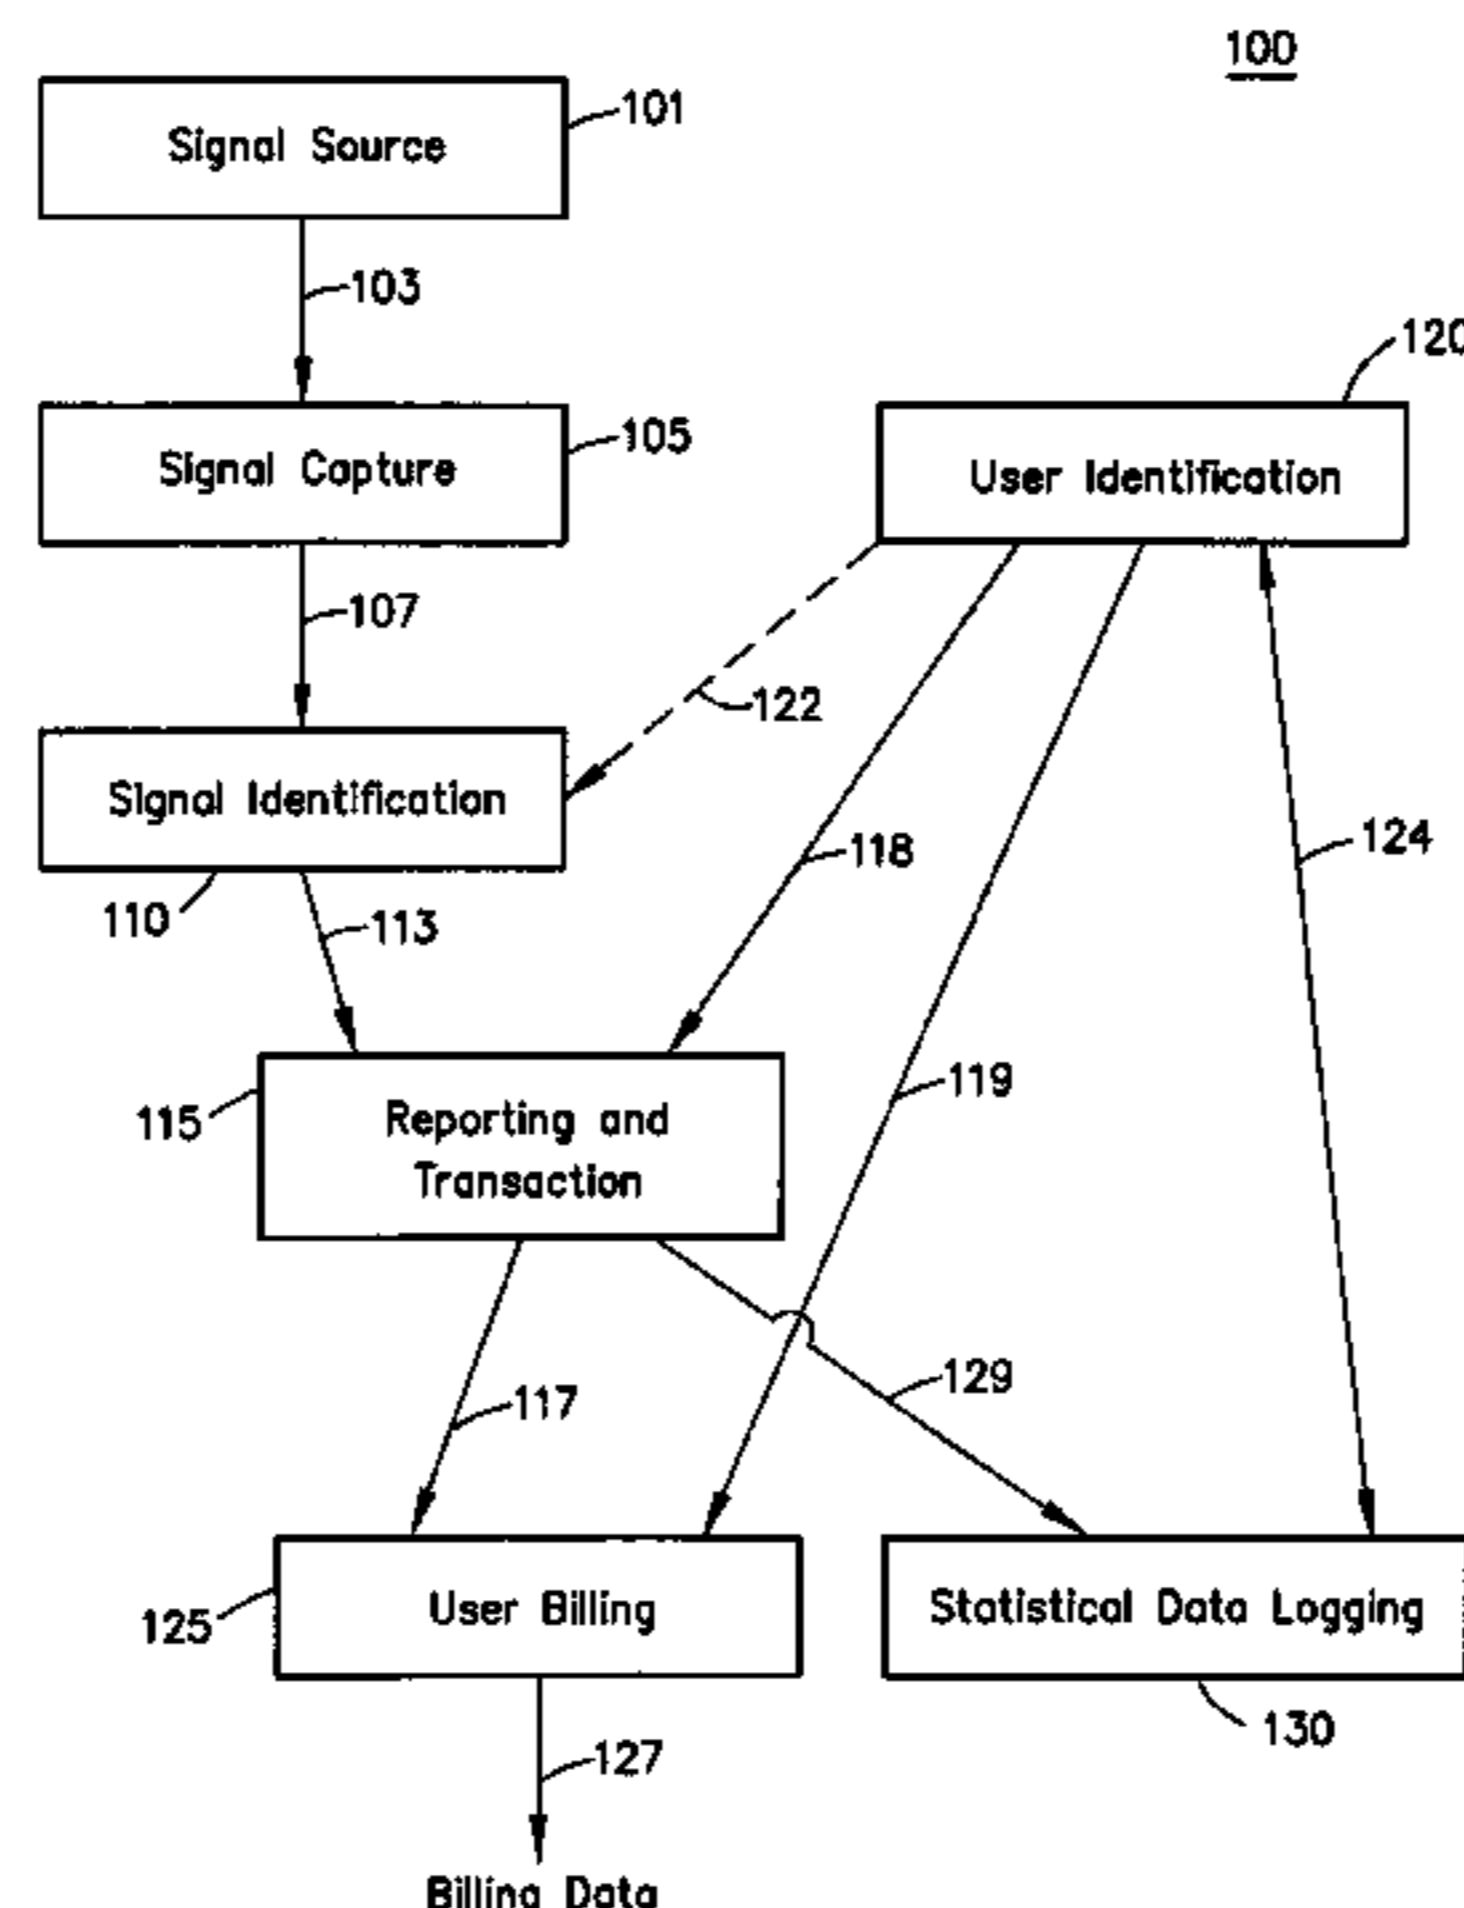 100
Signal Source
101
103
Signal Capture
105
120
User Identification
107
122
Signal Identification
110
113
118
124
119
115
Reporting and
Transaction
117
129
125
User Billing
Statistical Data Logging
130
127
Billing Data